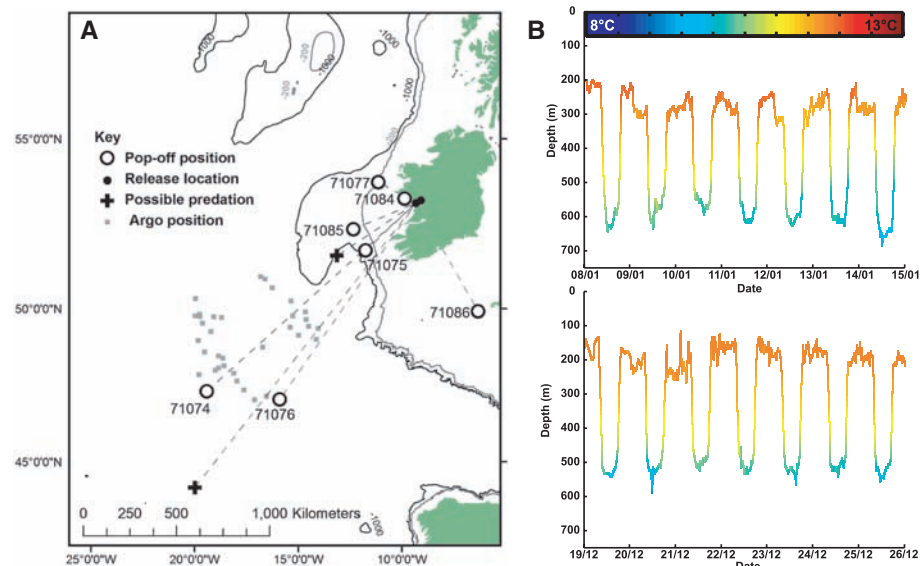 A
-1000
-200
-1000
-1000
-200
-1000
-200
55°0'0"N
50°0'0"N
45°0'0"N
Key
Pop-off position
Release location
Possible predation
Argo position
71077
71084
71085
71075
71086
71074
71076
0 250 500 1,000 Kilometers
-1000
25°0'0"W 20°0'0"W 15°0'0"W 10°0'0"W
B
8°C 13°C
0
100
200
300
400
500
600
700
Depth (m)
08/01 09/01 10/01 11/01 12/01 13/01 14/01 15/01
Date
0
100
200
300
400
500
600
700
Depth (m)
19/12 20/12 21/12 22/12 23/12 24/12 25/12 26/12
Date